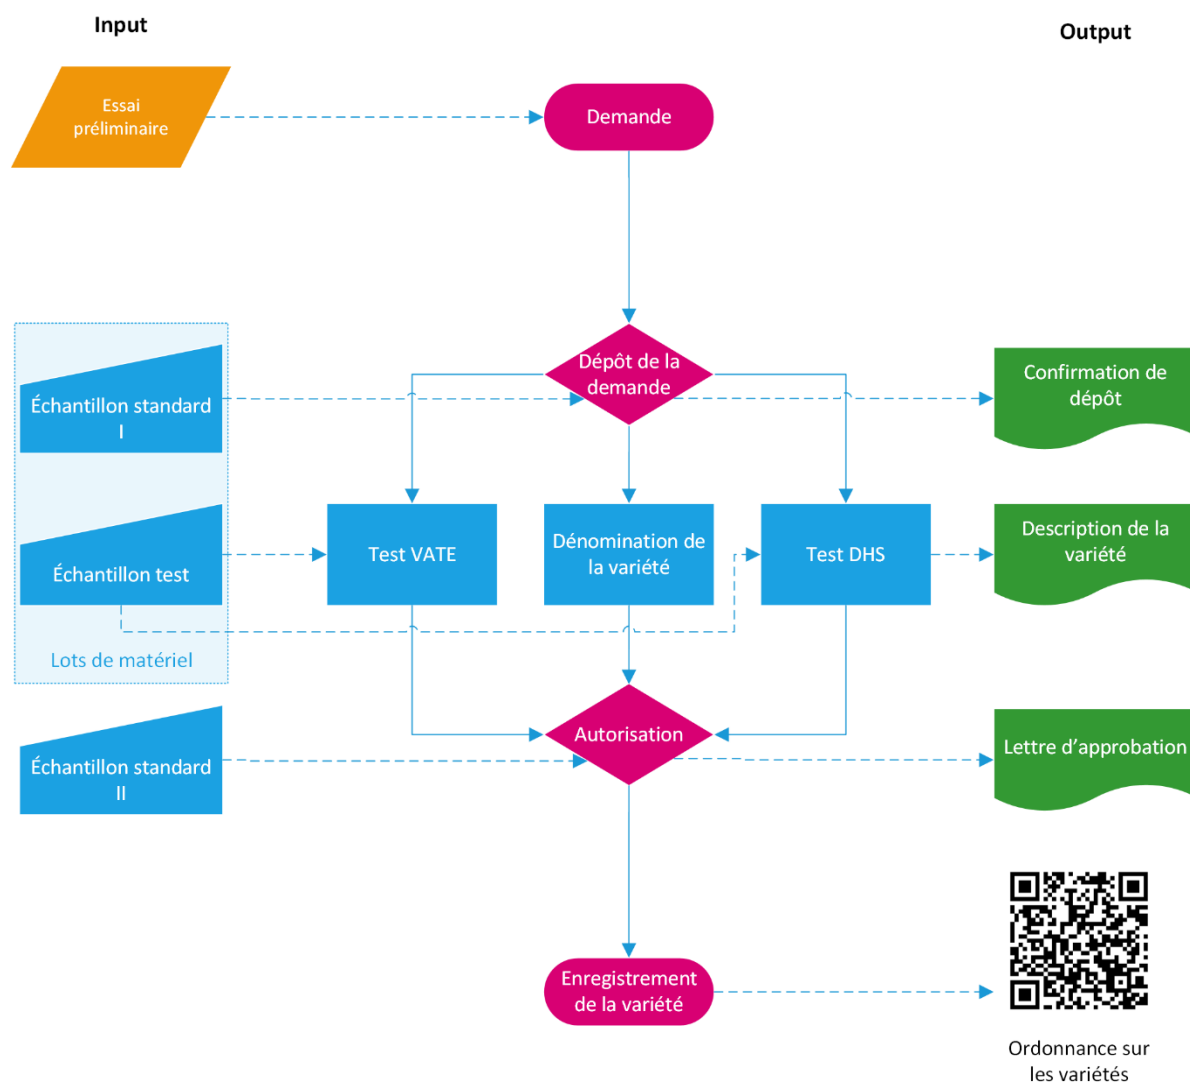 Input
Output
Essai
préliminaire
Demande
Dépôt de la
demande
Échantillon standard
I
Confirmation de
dépôt
Échantillon test
Test VATE
Dénomination de
la variété
Test DHS
Description de la
variété
Lots de matériel
Échantillon standard
II
Autorisation
Lettre d’approbation
Enregistrement
de la variété
Ordonnance sur
les variétés